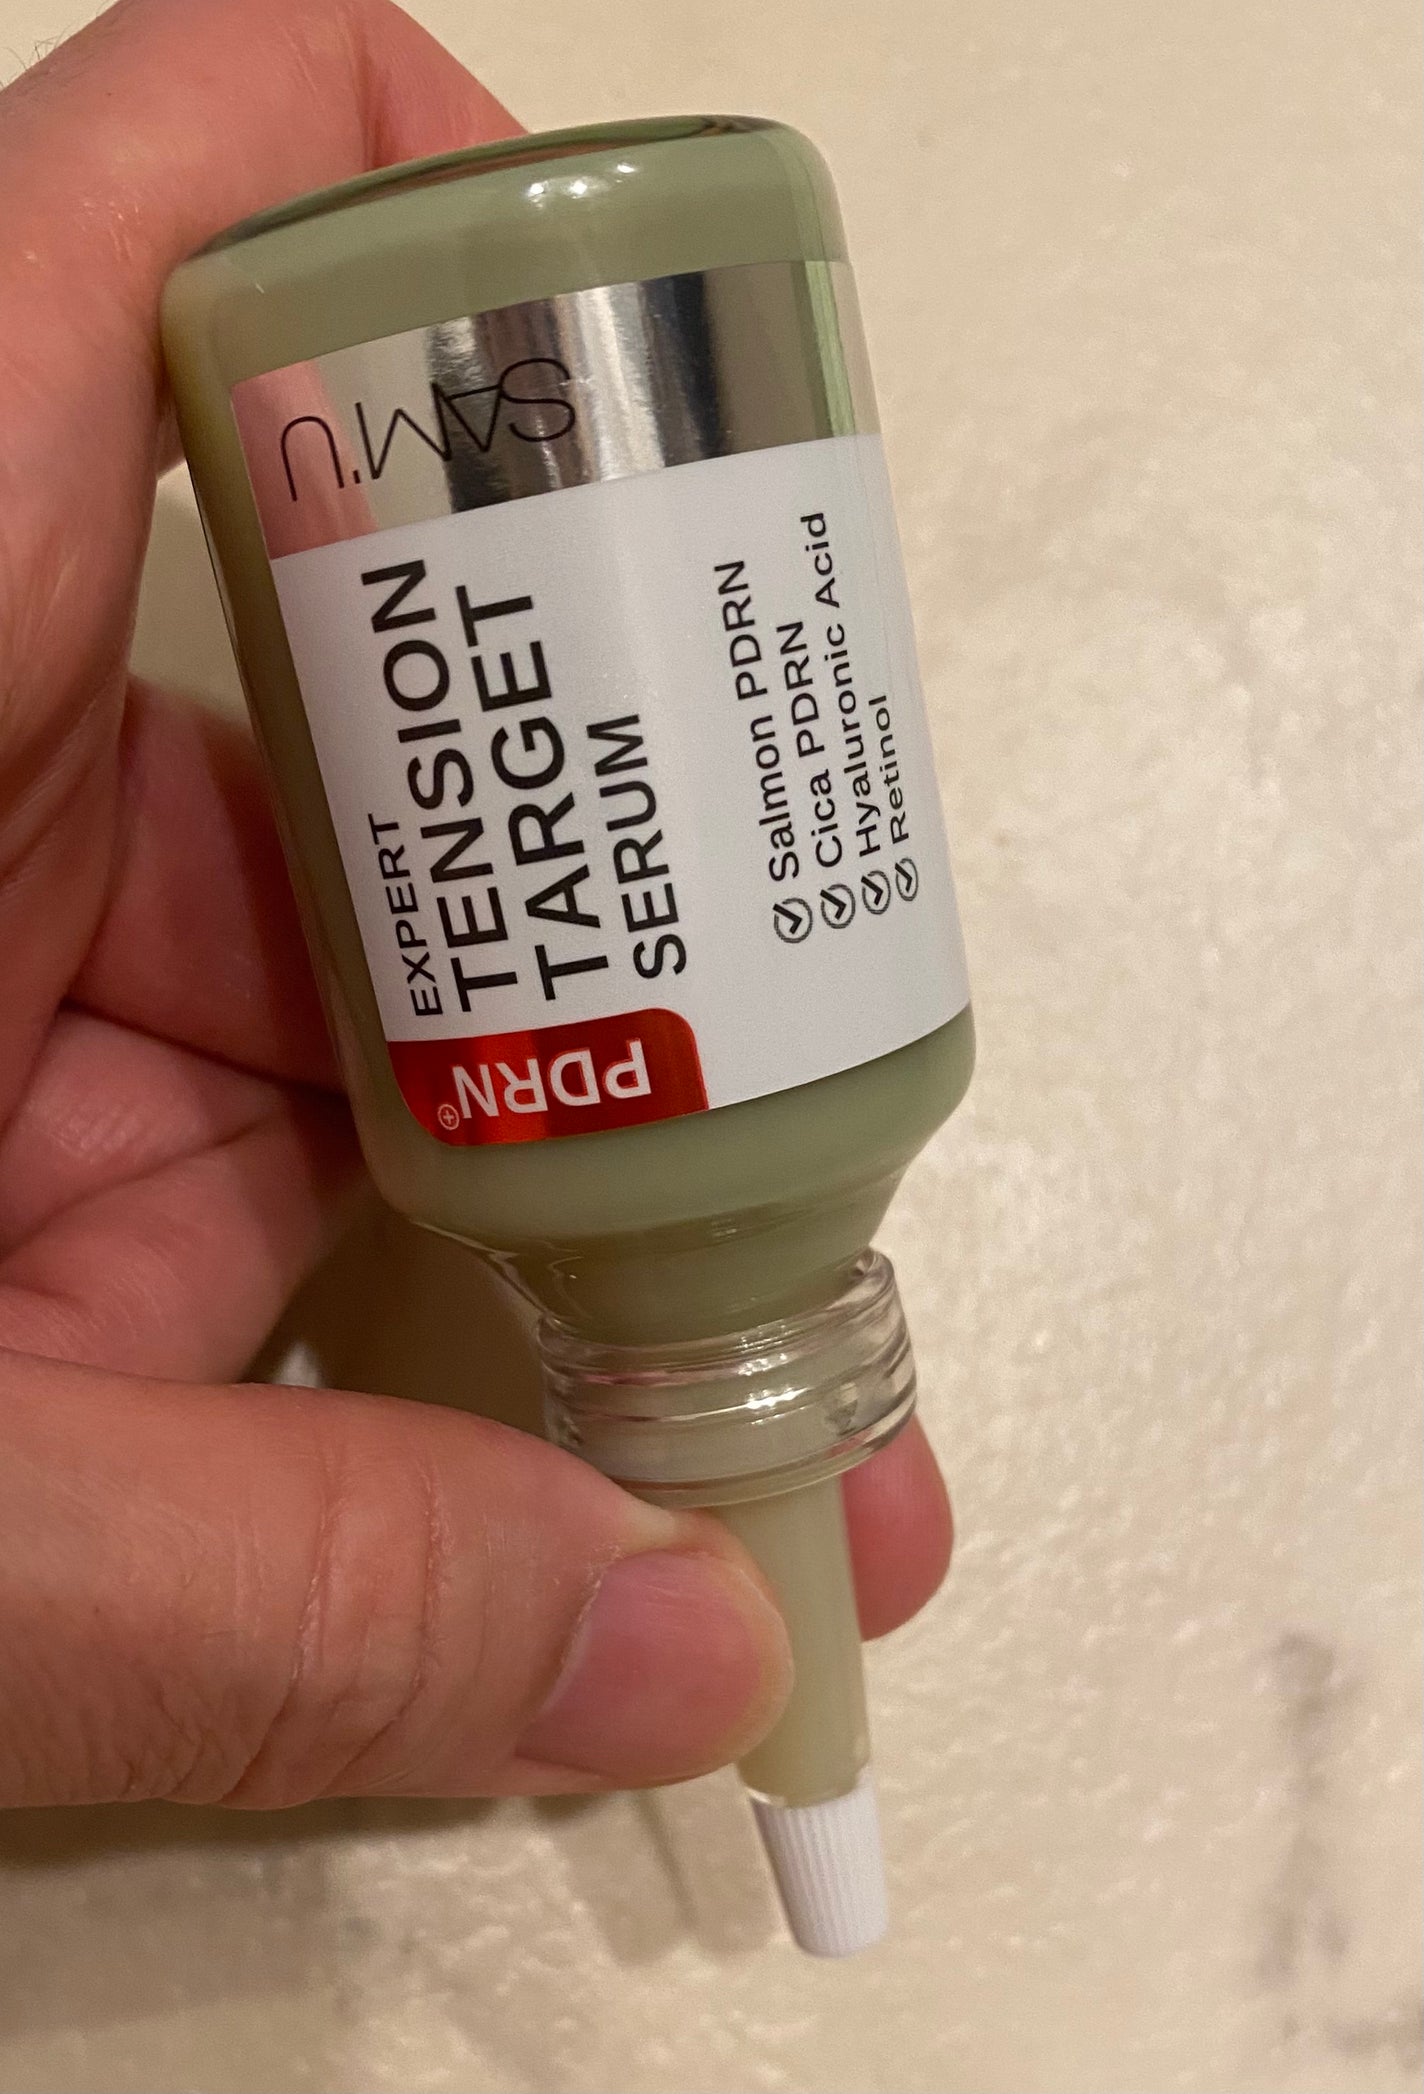 SAM'U
EXPERT
TENSION
TARGET
SERUM
Salmon PDRN
Cica PDRN
Hyaluronic Acid
Retinol
PDRN+